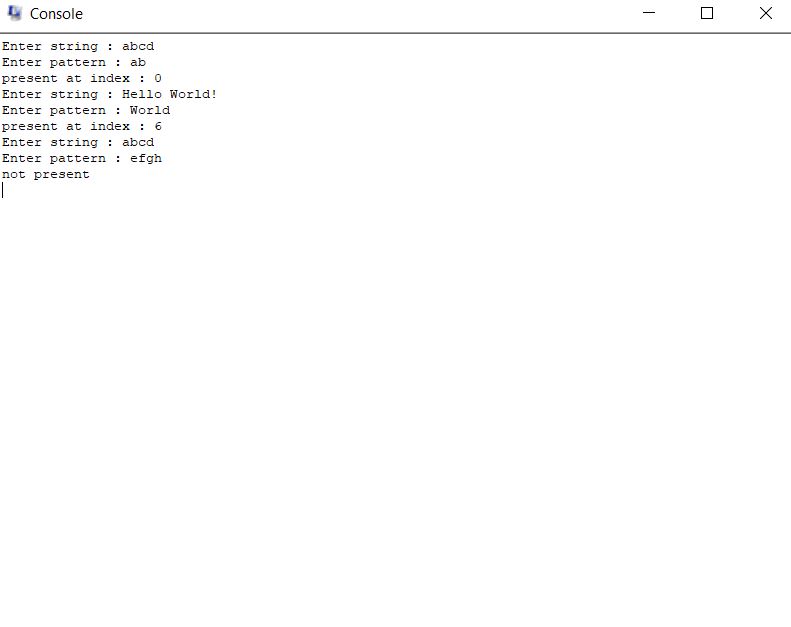 Console
Enter string : abcd
Enter pattern : ab
present at index : 0
Enter string : Hello World!
Enter pattern : World
present at index : 6
Enter string : abcd
Enter pattern : efgh
not present